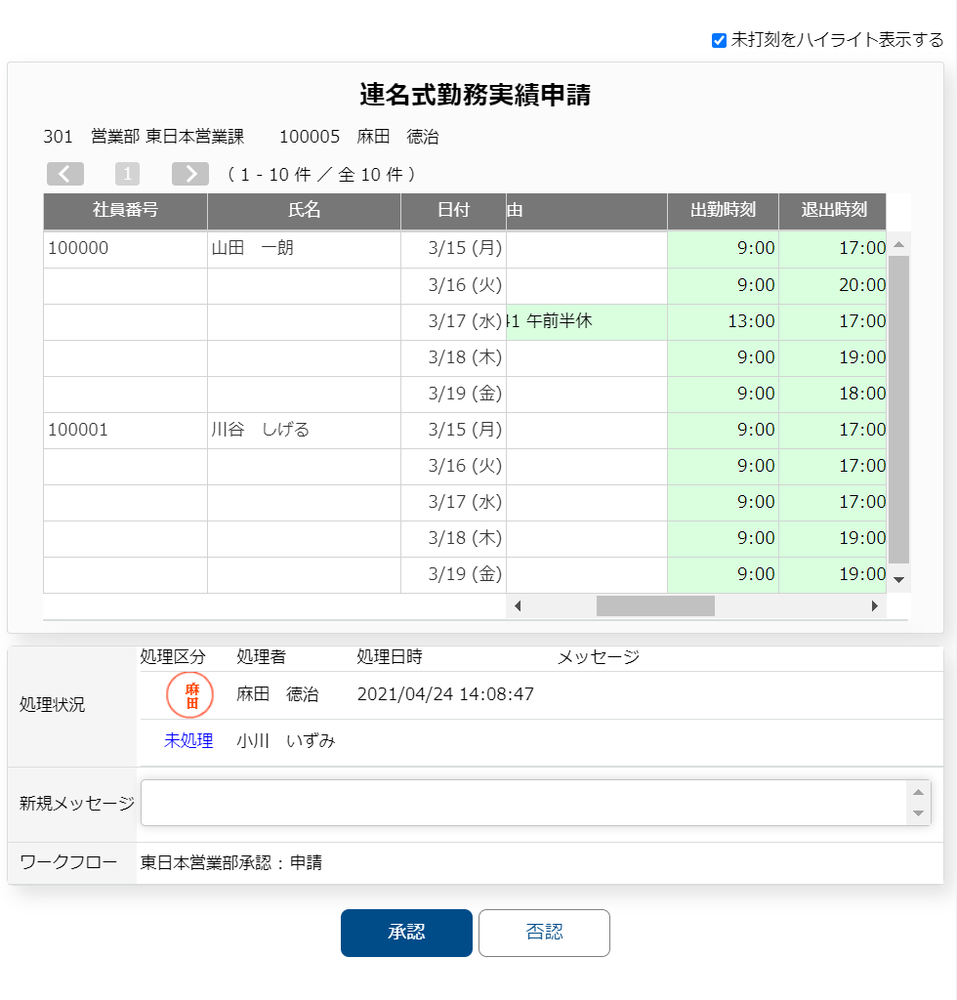 未打刻をハイライト表示する
連名式勤務実績申請
301 営業部 東日本営業課 100005 麻田 徳治
1 ( 1 - 10 件 / 全 10 件 )
社員番号 氏名 日付 由 出勤時刻 退出時刻
100000 山田 一朗 3/15 (月) 9:00 17:00
3/16 (火) 9:00 20:00
3/17 (水) 1 午前半休 13:00 17:00
3/18 (木) 9:00 19:00
3/19 (金) 9:00 18:00
100001 川谷 しげる 3/15 (月) 9:00 17:00
3/16 (火) 9:00 17:00
3/17 (水) 9:00 17:00
3/18 (木) 9:00 19:00
3/19 (金) 9:00 19:00
処理区分 処理者 処理日時 メッセージ
処理状況
麻田 麻田 徳治 2021/04/24 14:08:47
未処理 小川 いずみ
新規メッセージ
ワークフロー 東日本営業部承認 : 申請
承認 否認